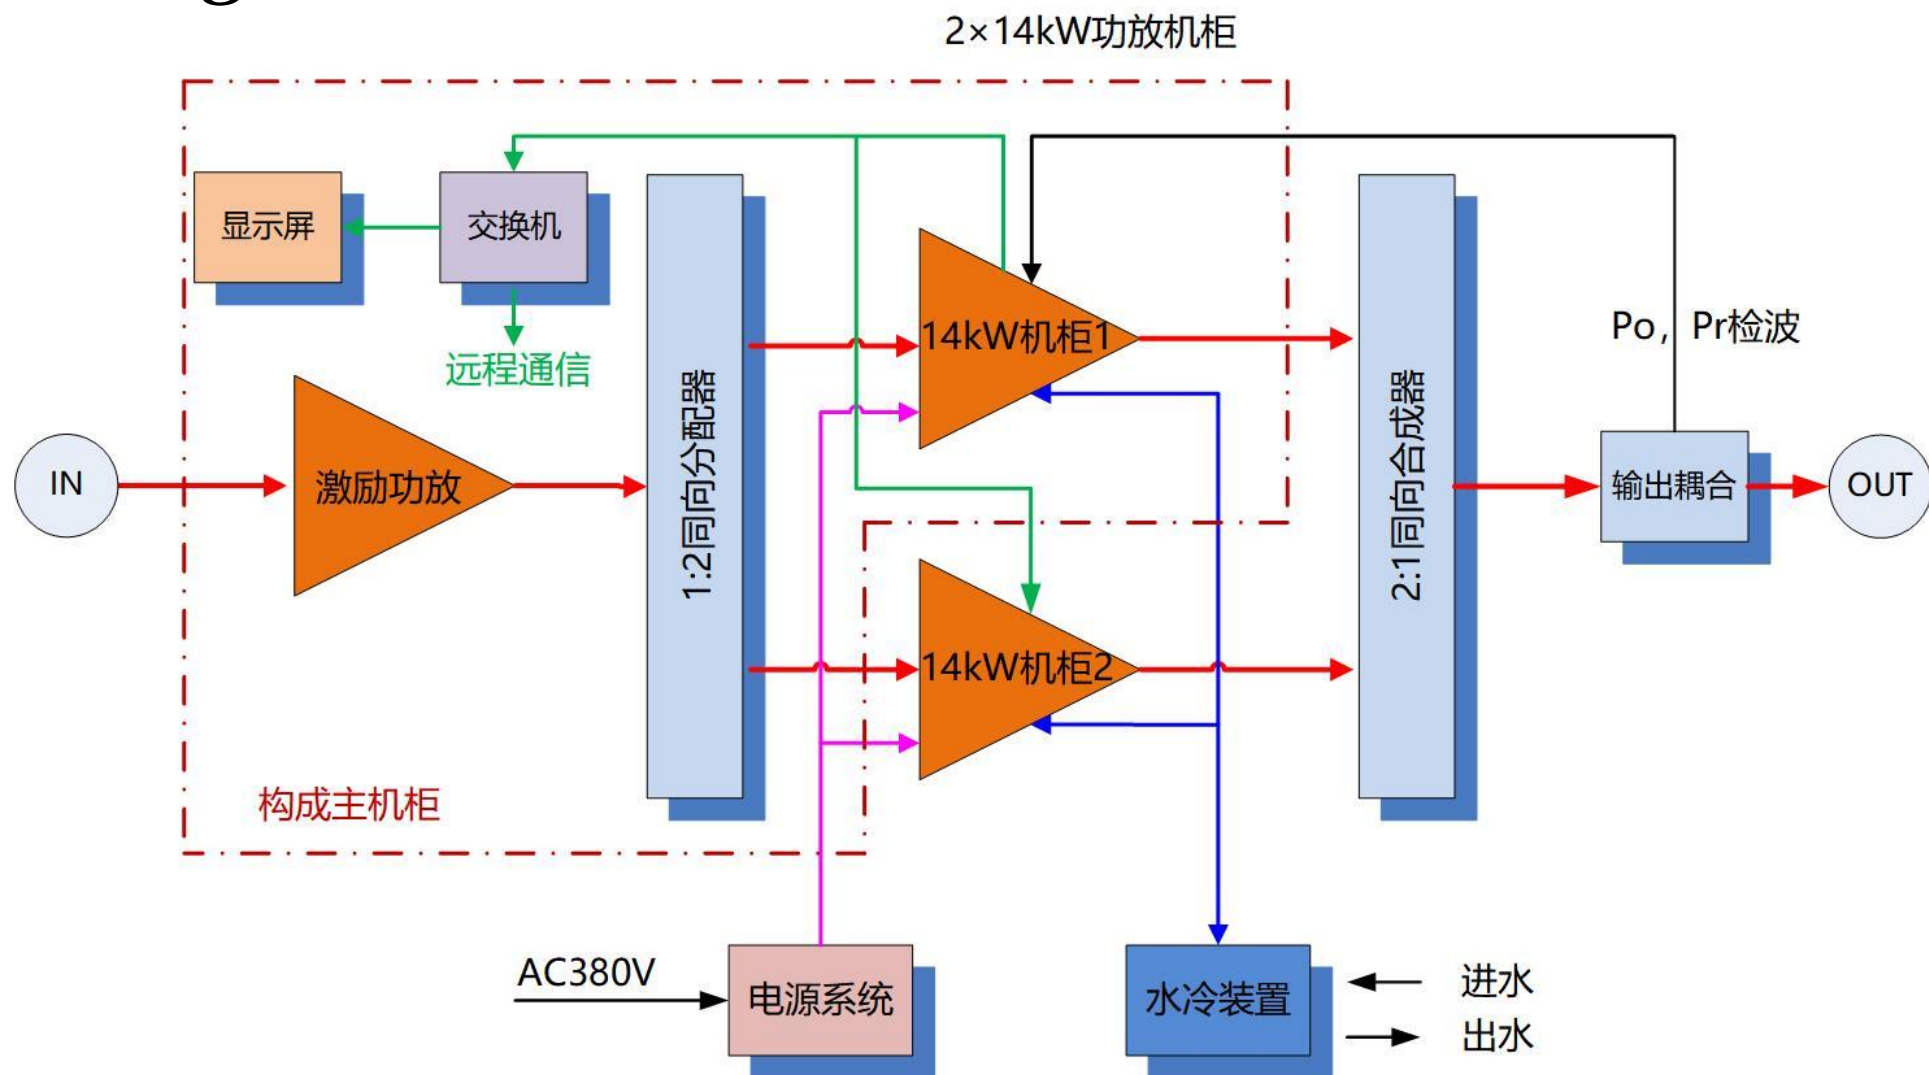 2×14kW功放机柜
显示屏
交换机
远程通信
14kW机柜1
Po，Pr检波
IN
激励功放
1:2同向分配器
2:1同向合成器
输出耦合
OUT
14kW机柜2
构成主机柜
AC380V
电源系统
水冷装置
进水
出水